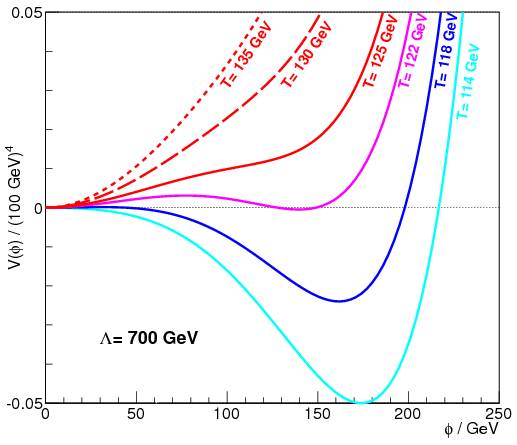 0.05
T= 135 GeV
T= 130 GeV
T= 125 GeV
T= 122 GeV
T= 118 GeV
T= 114 GeV
V(ϕ) / (100 GeV)⁴
0
Λ= 700 GeV
-0.05
0 50 100 150 200 250
ϕ / GeV